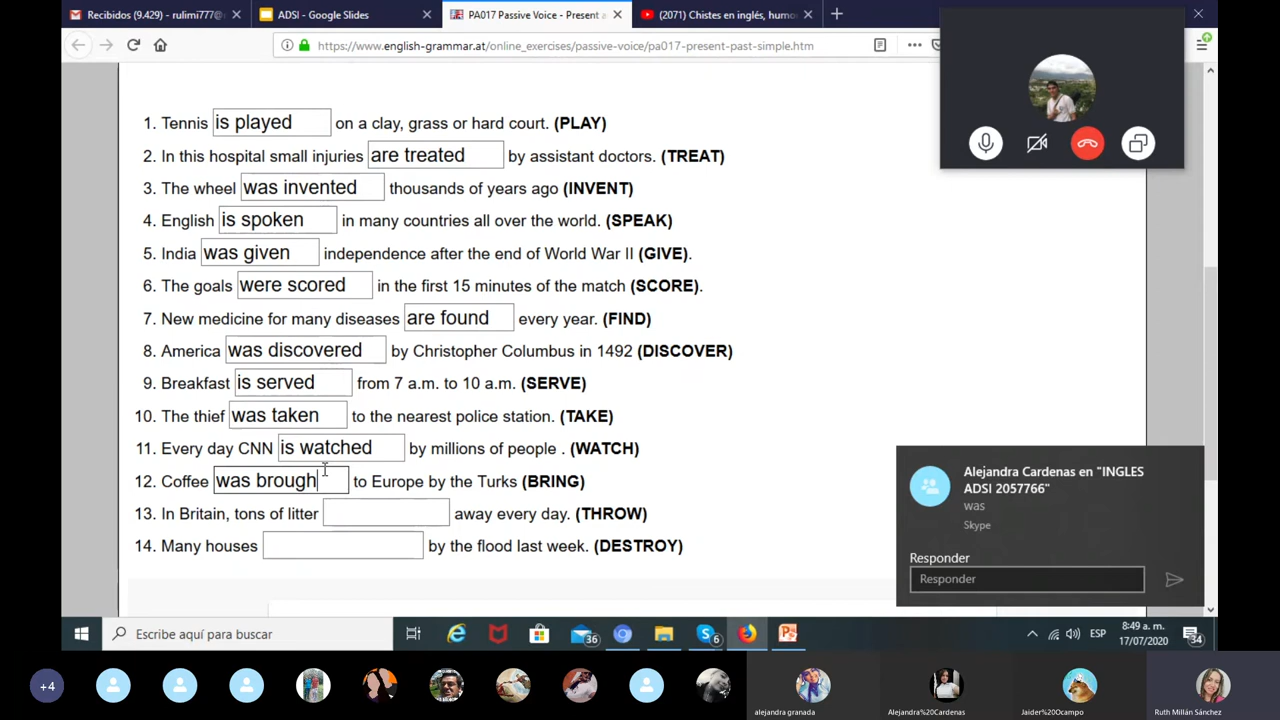 Recibidos (9.429) - rulimi777@
ADSI - Google Slides
PA017 Passive Voice - Present a
(2071) Chistes en inglés, humo
https://www.english-grammar.at/online_exercises/passive-voice/pa017-present-past-simple.htm
1. Tennis is played on a clay, grass or hard court. (PLAY)
2. In this hospital small injuries are treated by assistant doctors. (TREAT)
3. The wheel was invented thousands of years ago (INVENT)
4. English is spoken in many countries all over the world. (SPEAK)
5. India was given independence after the end of World War II (GIVE).
6. The goals were scored in the first 15 minutes of the match (SCORE).
7. New medicine for many diseases are found every year. (FIND)
8. America was discovered by Christopher Columbus in 1492 (DISCOVER)
9. Breakfast is served from 7 a.m. to 10 a.m. (SERVE)
10. The thief was taken to the nearest police station. (TAKE)
11. Every day CNN is watched by millions of people . (WATCH)
12. Coffee was brough to Europe by the Turks (BRING)
13. In Britain, tons of litter away every day. (THROW)
14. Many houses by the flood last week. (DESTROY)
Alejandra Cardenas en "INGLES
ADSI 2057766"
was
Skype
Responder
Responder
Escribe aquí para buscar
36
6
ESP
8:49 a. m.
17/07/2020
34
+4
alejandra granada
Alejandra%20Cardenas
Jaider%20Ocampo
Ruth Millán Sánchez